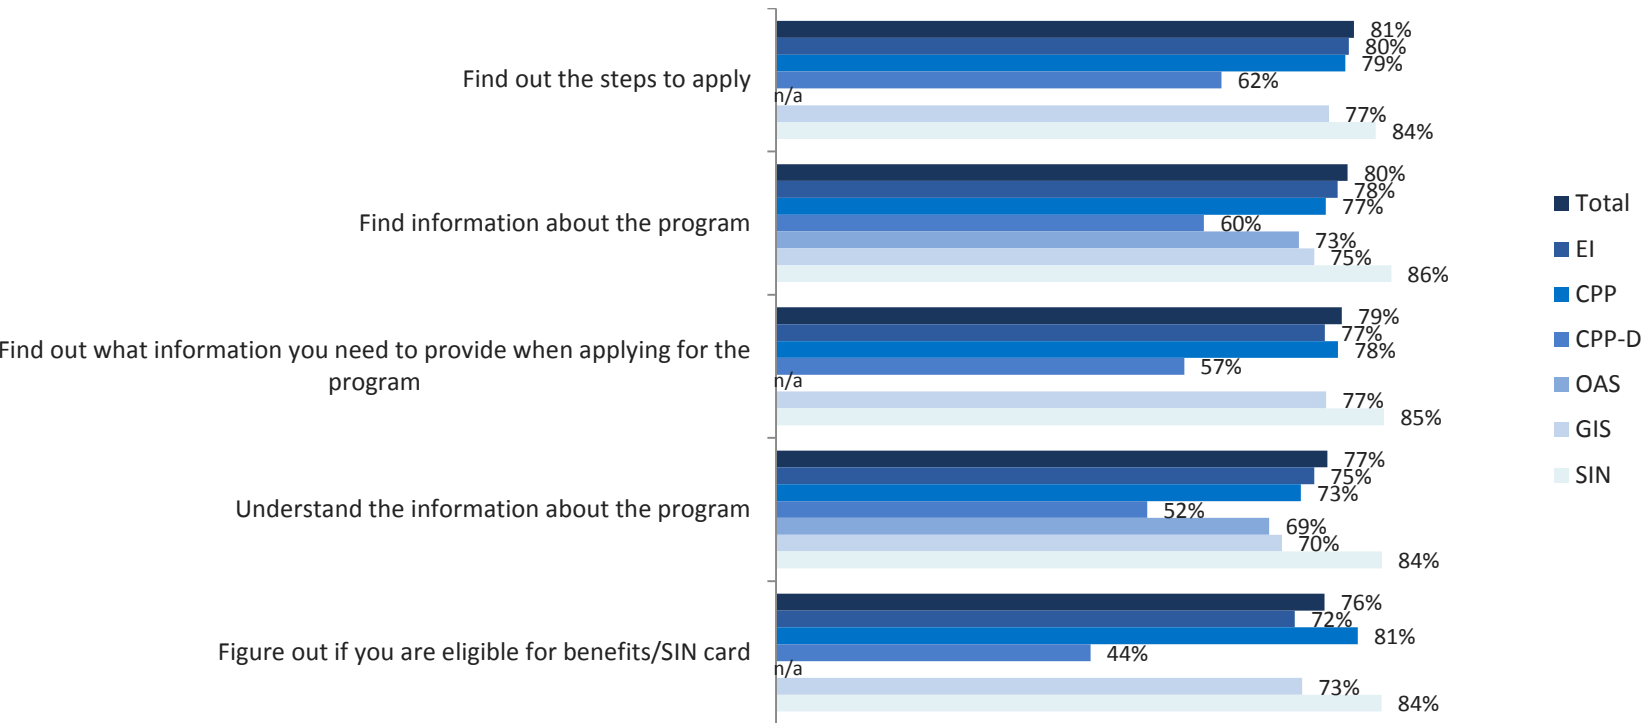 Find out the steps to apply
81%
80%
79%
62%
n/a
77%
84%
Find information about the program
80%
78%
77%
60%
73%
75%
86%
Find out what information you need to provide when applying for the
program
79%
77%
78%
57%
n/a
77%
85%
Understand the information about the program
77%
75%
73%
52%
69%
70%
84%
Figure out if you are eligible for benefits/SIN card
76%
72%
81%
44%
n/a
73%
84%
Total
EI
CPP
CPP-D
OAS
GIS
SIN